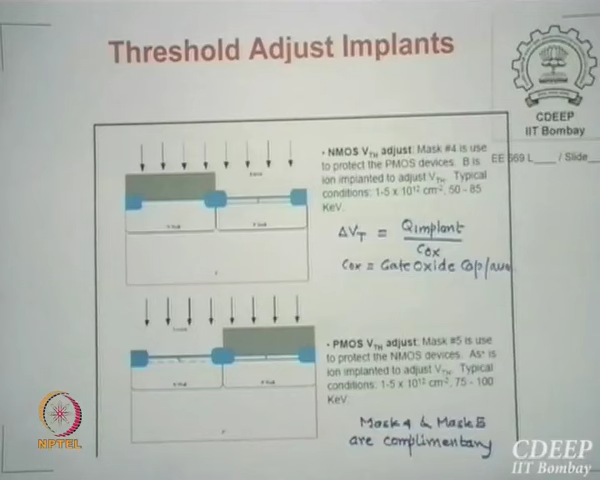 Threshold Adjust Implants
CDEEP
IIT Bombay
EE 669 L____ / Slide__
• NMOS VTH adjust: Mask #4 is use
to protect the PMOS devices. B is
ion implanted to adjust VTH. Typical
conditions: 1-5 x 10¹² cm⁻², 50 - 85
KeV.
ΔVT = Qimplant / Cox
Cox = Gate Oxide Cap/
• PMOS VTH adjust: Mask #5 is use
to protect the NMOS devices. As⁺ is
ion implanted to adjust VTH. Typical
conditions: 1-5 x 10¹² cm⁻², 75 - 100
KeV
Mask 4 & Mask 5
are complimentary
NPTEL
CDEEP
IIT Bombay